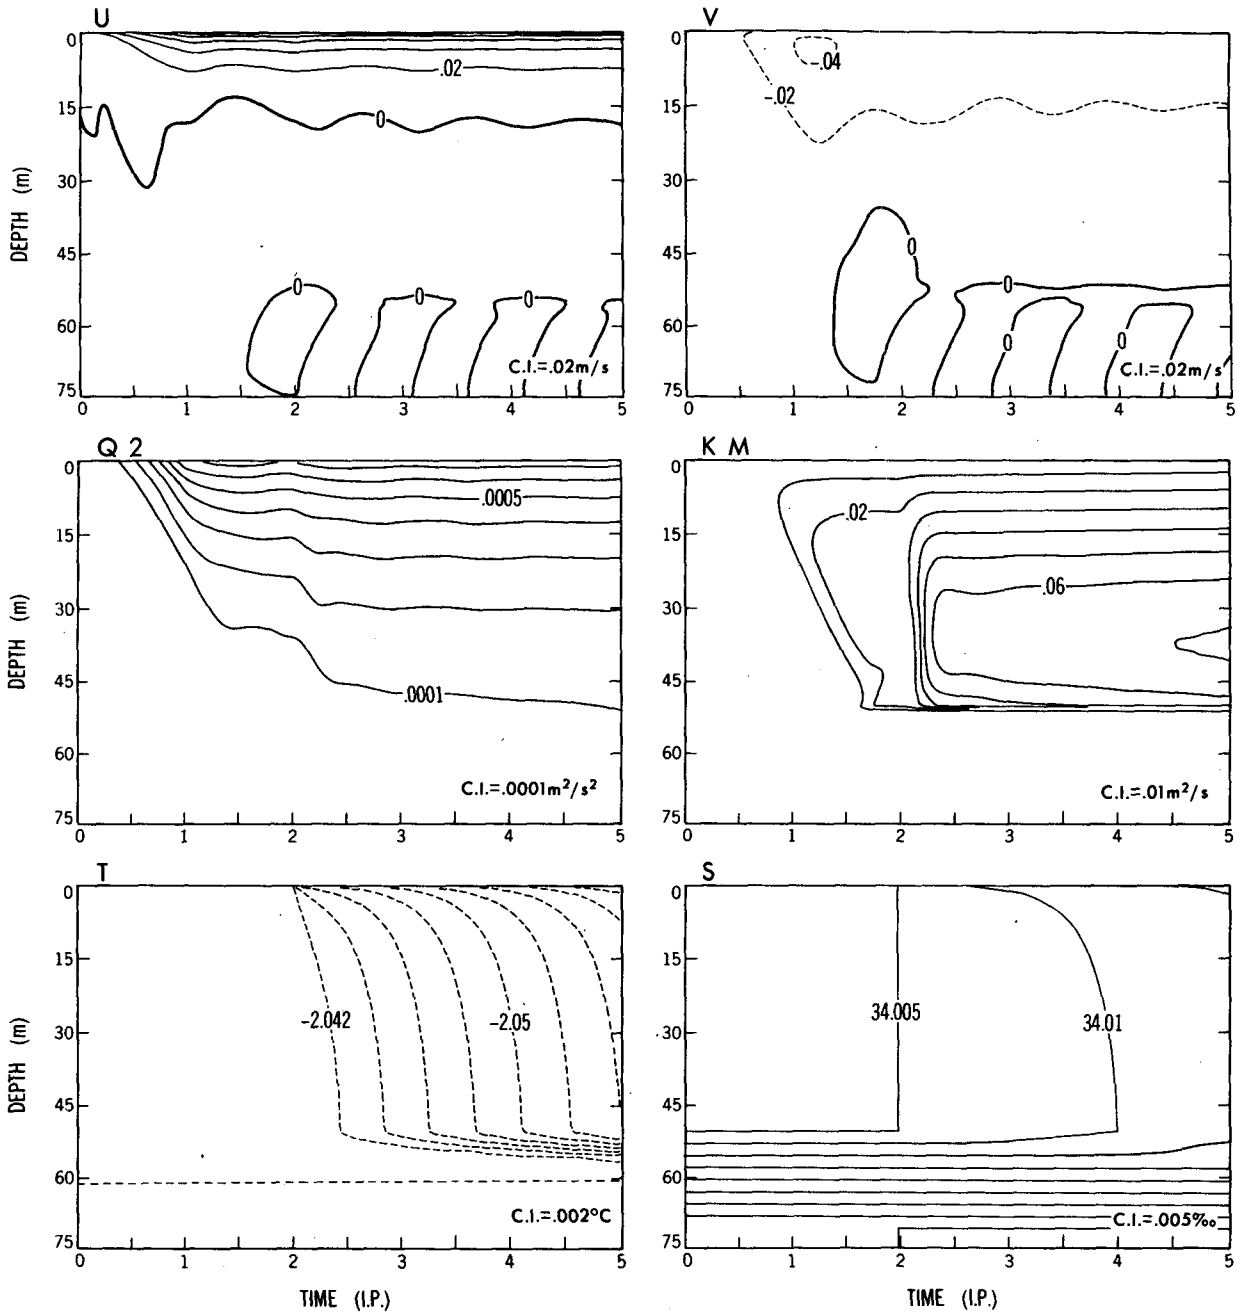 U
0
15
30
45
60
75
DEPTH (m)
.02
0
0
0
0
C.I.=.02m/s
0 1 2 3 4 5
V
0
15
30
45
60
75
-.04
-.02
0
0
0
0
C.I.=.02m/s
0 1 2 3 4 5
Q 2
0
15
30
45
60
75
DEPTH (m)
.0005
.0001
C.I.=.0001m²/s²
0 1 2 3 4 5
K M
0
15
30
45
60
75
.02
.06
C.I.=.01m²/s
0 1 2 3 4 5
T
0
15
30
45
60
75
DEPTH (m)
-2.042
-2.05
C.I.=.002°C
0 1 2 3 4 5
TIME (I.P.)
S
0
15
30
45
60
75
34.005
34.01
C.I.=.005‰
0 1 2 3 4 5
TIME (I.P.)